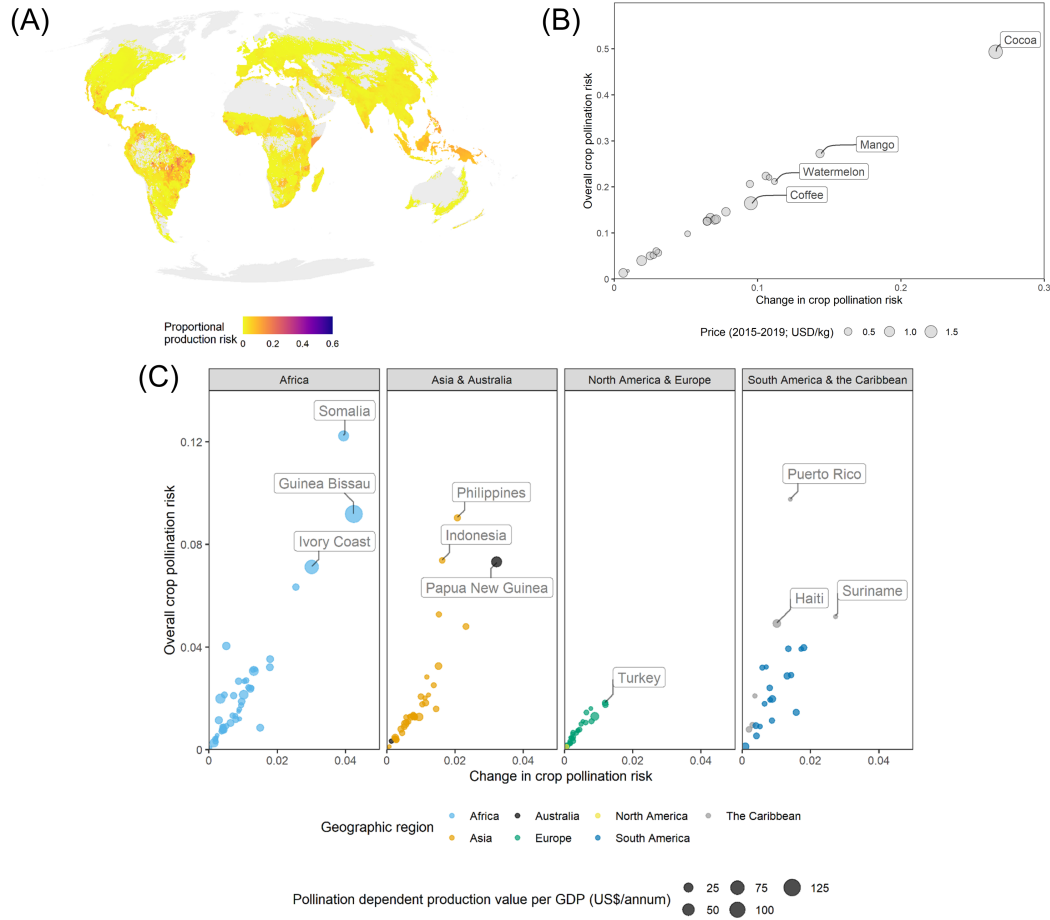 (A)
Proportional
production risk
0 0.2 0.4 0.6
(B)
Overall crop pollination risk
0.5
0.4
0.3
0.2
0.1
0
Cocoa
Mango
Watermelon
Coffee
0 0.1 0.2 0.3
Change in crop pollination risk
Price (2015-2019; USD/kg) 0.5 1.0 1.5
(C)
Africa Asia & Australia North America & Europe South America & the Caribbean
Overall crop pollination risk
0.12
0.08
0.04
0
Somalia
Guinea Bissau
Ivory Coast
Philippines
Indonesia
Papua New Guinea
Turkey
Puerto Rico
Haiti
Suriname
0 0.02 0.04 0 0.02 0.04 0 0.02 0.04 0 0.02 0.04
Change in crop pollination risk
Geographic region
Africa Australia North America The Caribbean
Asia Europe South America
Pollination dependent production value per GDP (US$/annum)
25 75 125
50 100